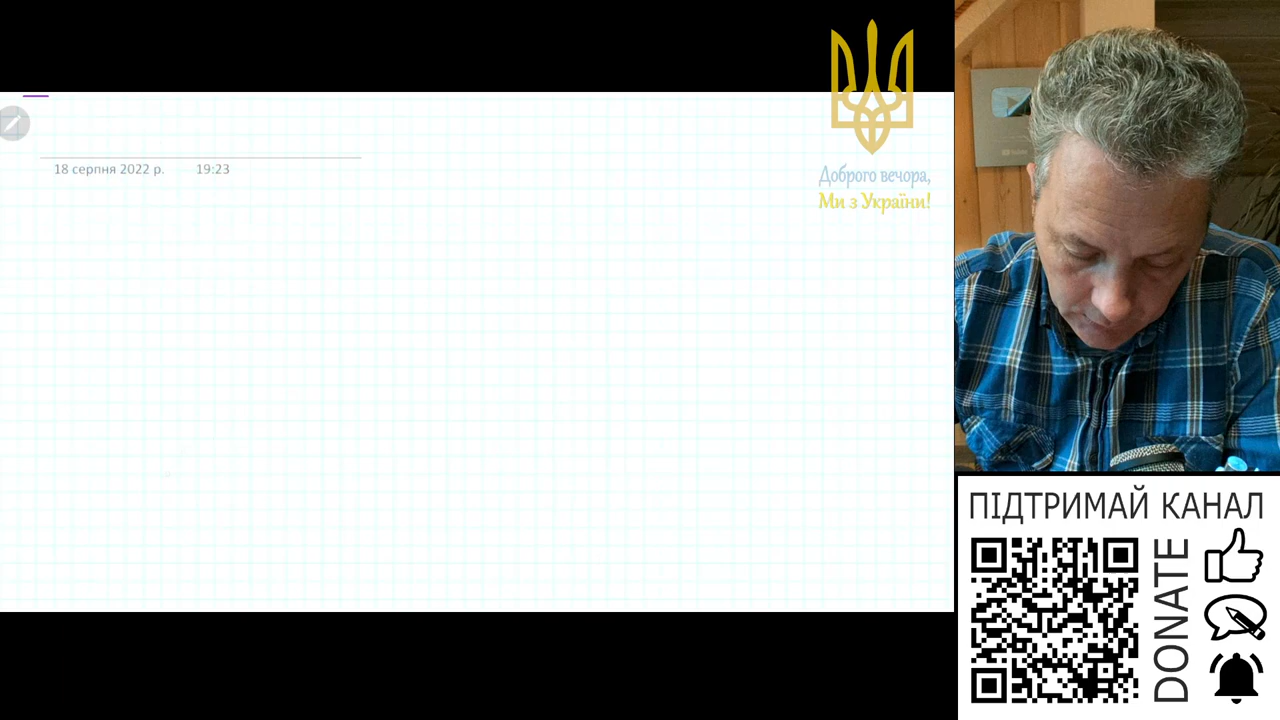 18 серпня 2022 р. 19:23
Доброго вечора,
Ми з України!
ПІДТРИМАЙ КАНАЛ
DONATE